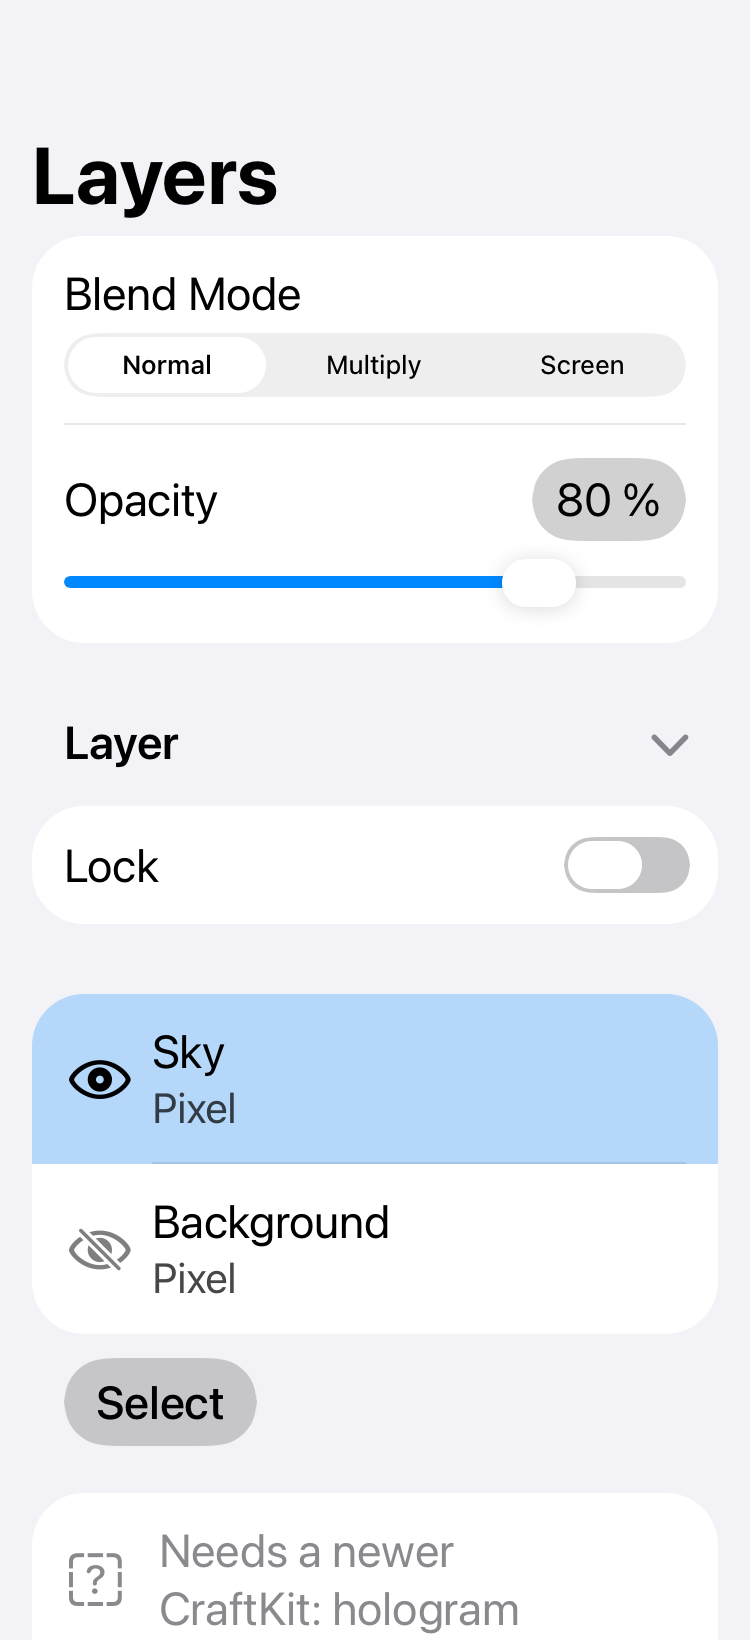 Layers
Blend Mode
Normal Multiply Screen
Opacity 80 %
Layer
Lock
Sky
Pixel
Background
Pixel
Select
Needs a newer
CraftKit: hologram